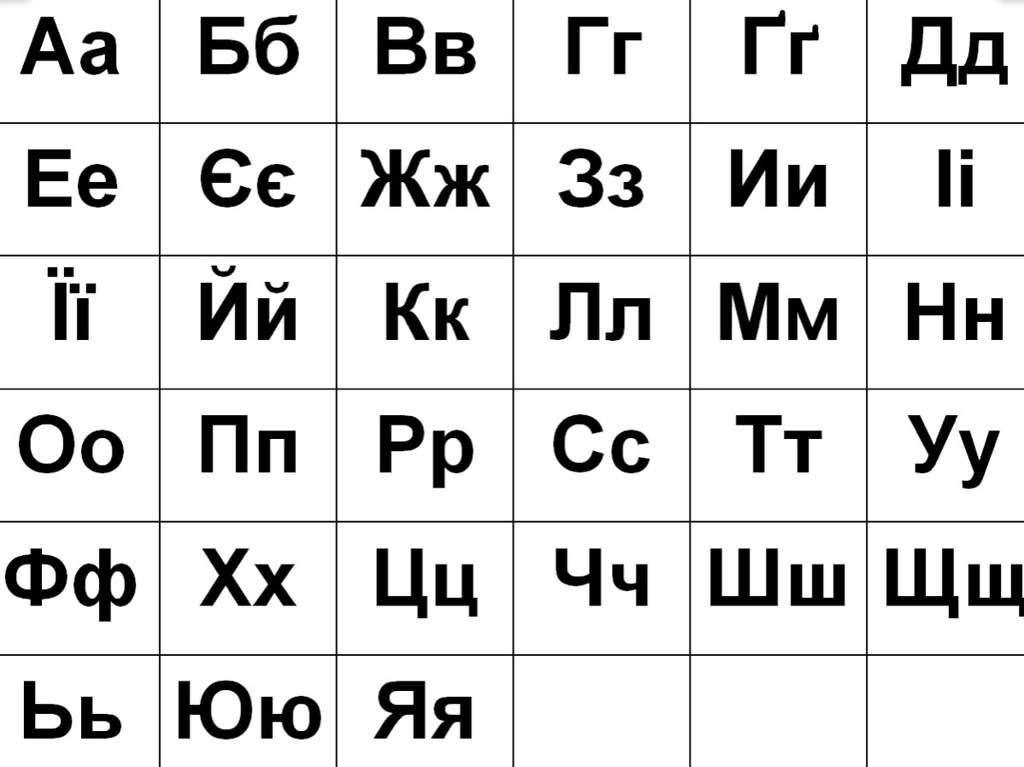 Аа Бб Вв Гг Ґґ Дд
Ее Єє Жж Зз Ии Іі
Її Йй Кк Лл Мм Нн
Оо Пп Рр Сс Тт Уу
Фф Хх Цц Чч Шш Щщ
Ьь Юю Яя